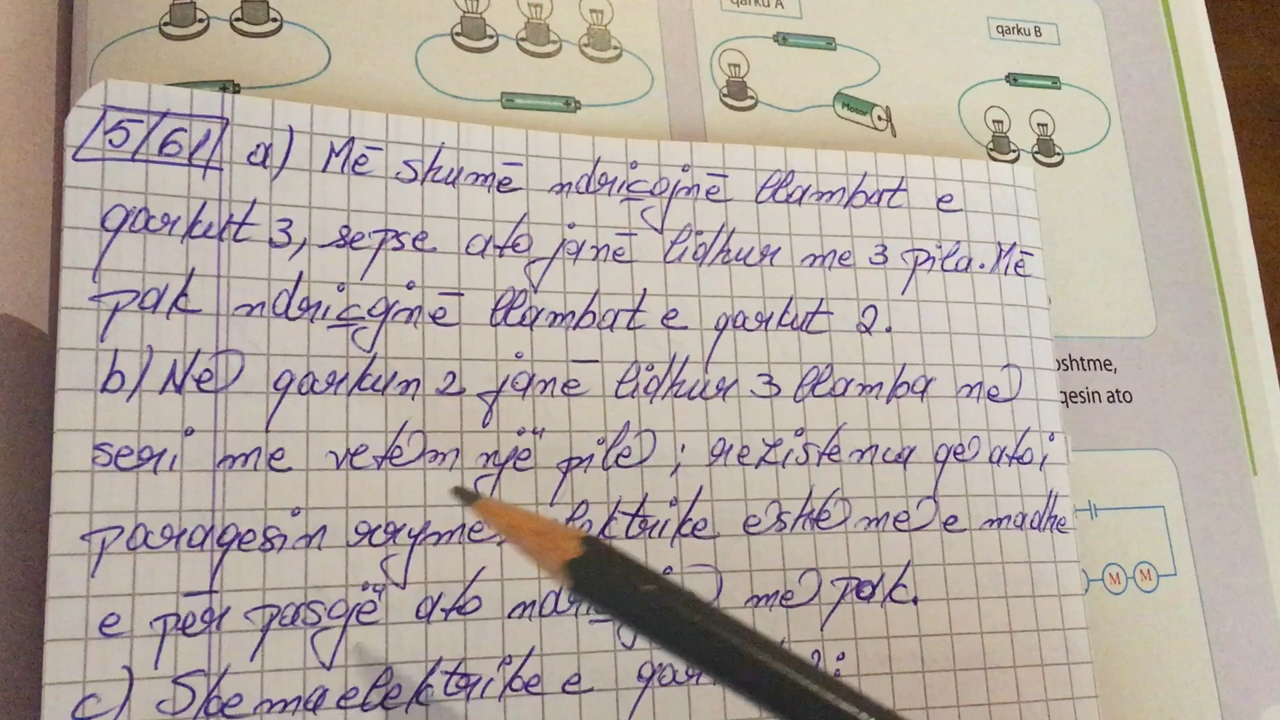 qarku A
qarku B
Motor
5/61 a) Më shumë ndriçojnë llambat e
qarkut 3, sepse ato janë lidhur me 3 pila. Më
pak ndriçojnë llambat e qarkut 2.
b) Në qarkun 2 janë lidhur 3 llamba në
seri me vetëm një pilë; rezistenca që ato i
paraqesin rrymës elektrike është më e madhe
e për pasojë ato më pak.
c) Skema elektrike e
oshtme,
qesin ato
M M